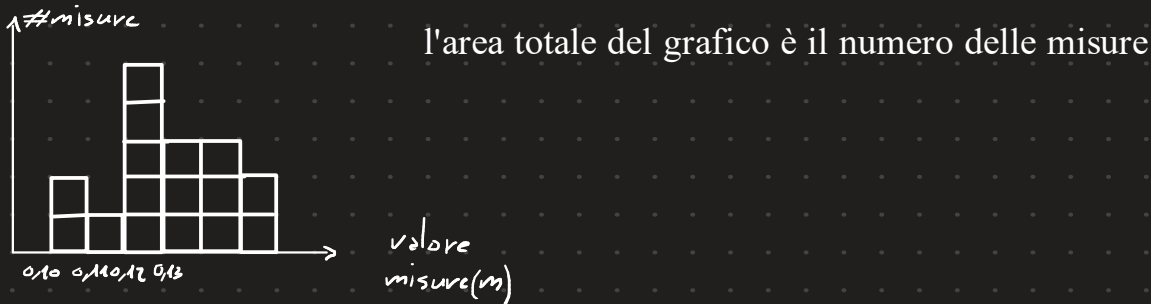 #misure
l'area totale del grafico è il numero delle misure
valore
0,10 0,11 0,12 0,13
misure(m)